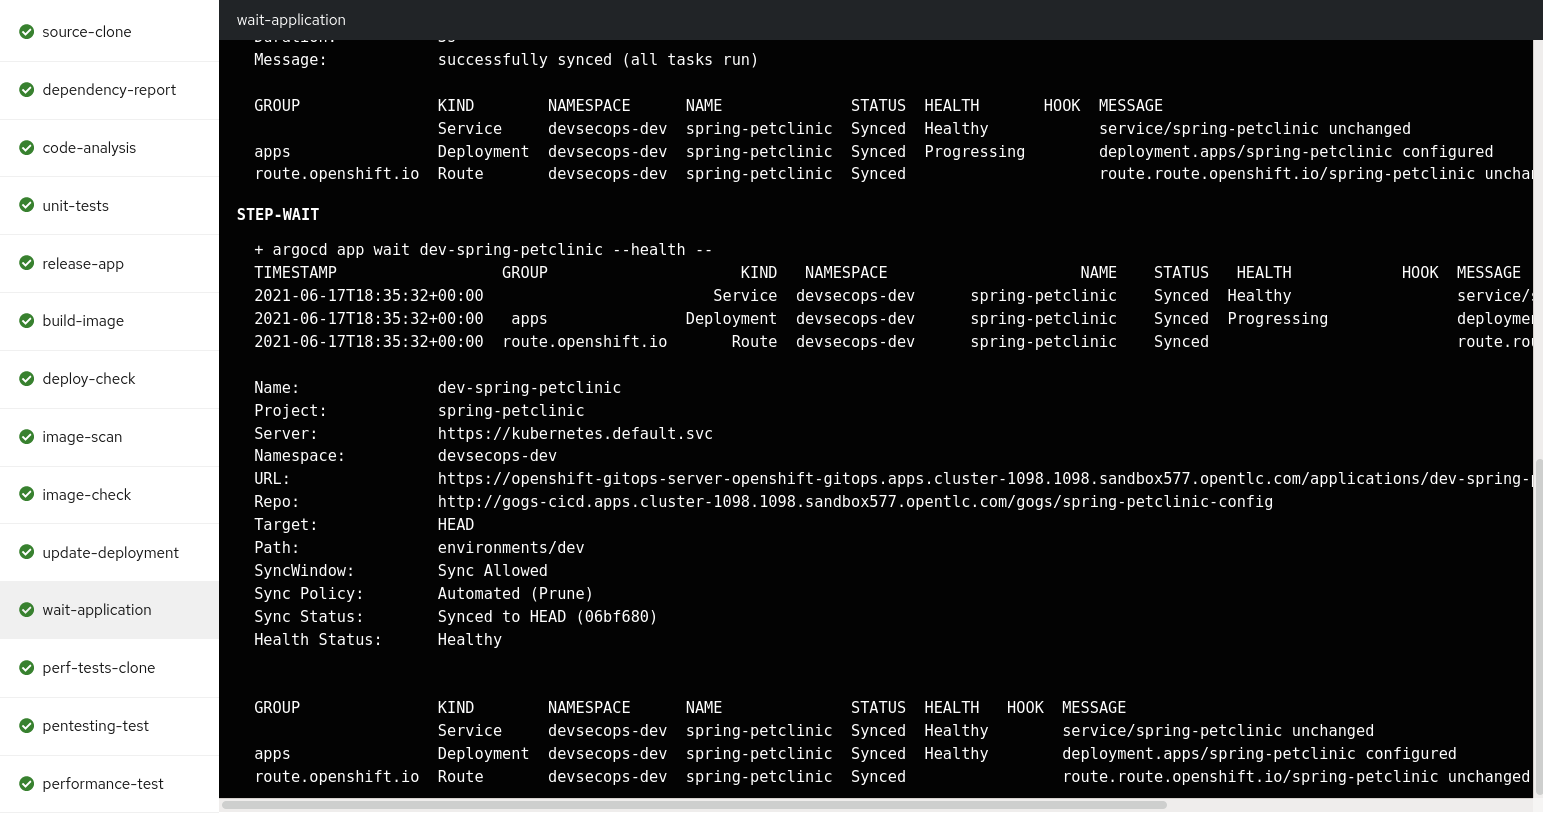 source-clone
dependency-report
code-analysis
unit-tests
release-app
build-image
deploy-check
image-scan
image-check
update-deployment
wait-application
perf-tests-clone
pentesting-test
performance-test
wait-application
Duration:
Message: successfully synced (all tasks run)
GROUP KIND NAMESPACE NAME STATUS HEALTH HOOK MESSAGE
Service devsecops-dev spring-petclinic Synced Healthy service/spring-petclinic unchanged
apps Deployment devsecops-dev spring-petclinic Synced Progressing deployment.apps/spring-petclinic configured
route.openshift.io Route devsecops-dev spring-petclinic Synced route.route.openshift.io/spring-petclinic unchan
STEP-WAIT
+ argocd app wait dev-spring-petclinic --health --
TIMESTAMP GROUP KIND NAMESPACE NAME STATUS HEALTH HOOK MESSAGE
2021-06-17T18:35:32+00:00 Service devsecops-dev spring-petclinic Synced Healthy service/s
2021-06-17T18:35:32+00:00 apps Deployment devsecops-dev spring-petclinic Synced Progressing deploymen
2021-06-17T18:35:32+00:00 route.openshift.io Route devsecops-dev spring-petclinic Synced route.rou
Name: dev-spring-petclinic
Project: spring-petclinic
Server: https://kubernetes.default.svc
Namespace: devsecops-dev
URL: https://openshift-gitops-server-openshift-gitops.apps.cluster-1098.1098.sandbox577.opentlc.com/applications/dev-spring-p
Repo: http://gogs-cicd.apps.cluster-1098.1098.sandbox577.opentlc.com/gogs/spring-petclinic-config
Target: HEAD
Path: environments/dev
SyncWindow: Sync Allowed
Sync Policy: Automated (Prune)
Sync Status: Synced to HEAD (06bf680)
Health Status: Healthy
GROUP KIND NAMESPACE NAME STATUS HEALTH HOOK MESSAGE
Service devsecops-dev spring-petclinic Synced Healthy service/spring-petclinic unchanged
apps Deployment devsecops-dev spring-petclinic Synced Healthy deployment.apps/spring-petclinic configured
route.openshift.io Route devsecops-dev spring-petclinic Synced route.route.openshift.io/spring-petclinic unchanged